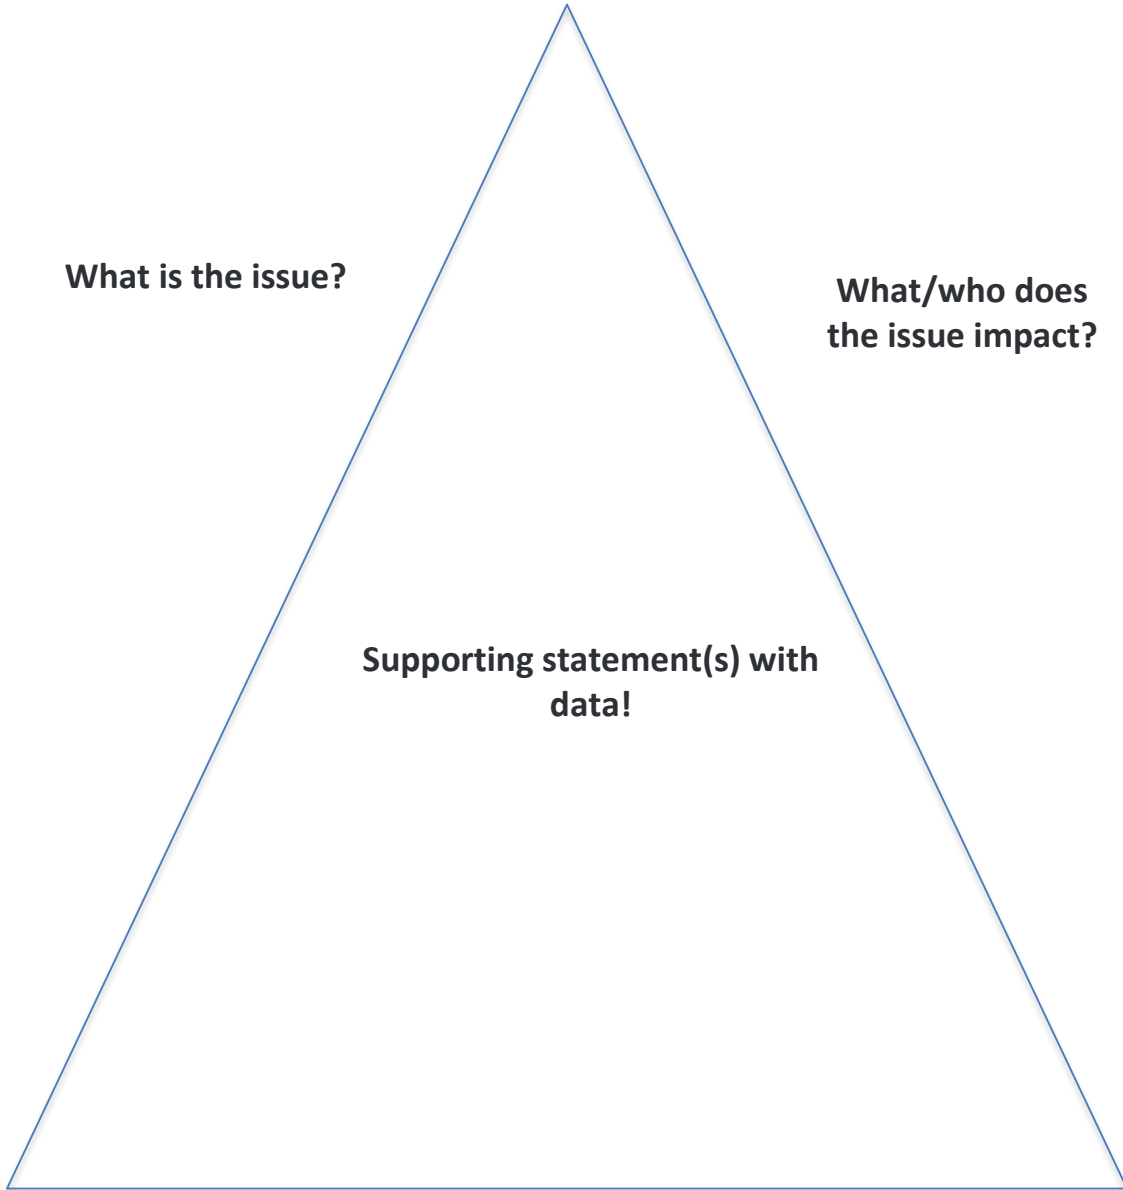 What is the issue?
What/who does
the issue impact?
Supporting statement(s) with
data!